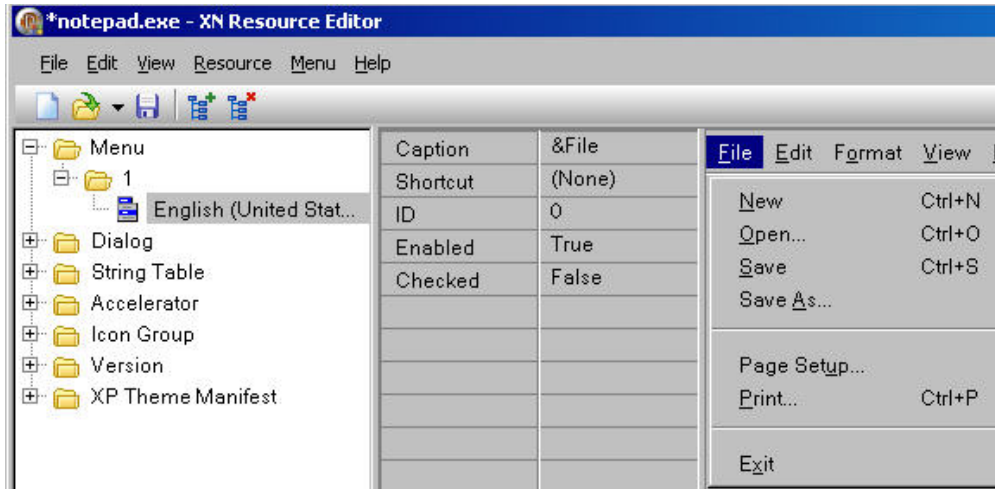 *notepad.exe - XN Resource Editor
File Edit View Resource Menu Help
Menu
1
English (United Stat...
Dialog
String Table
Accelerator
Icon Group
Version
XP Theme Manifest
Caption &File
Shortcut (None)
ID 0
Enabled True
Checked False
File Edit Format View
New Ctrl+N
Open... Ctrl+O
Save Ctrl+S
Save As...
Page Setup...
Print... Ctrl+P
Exit